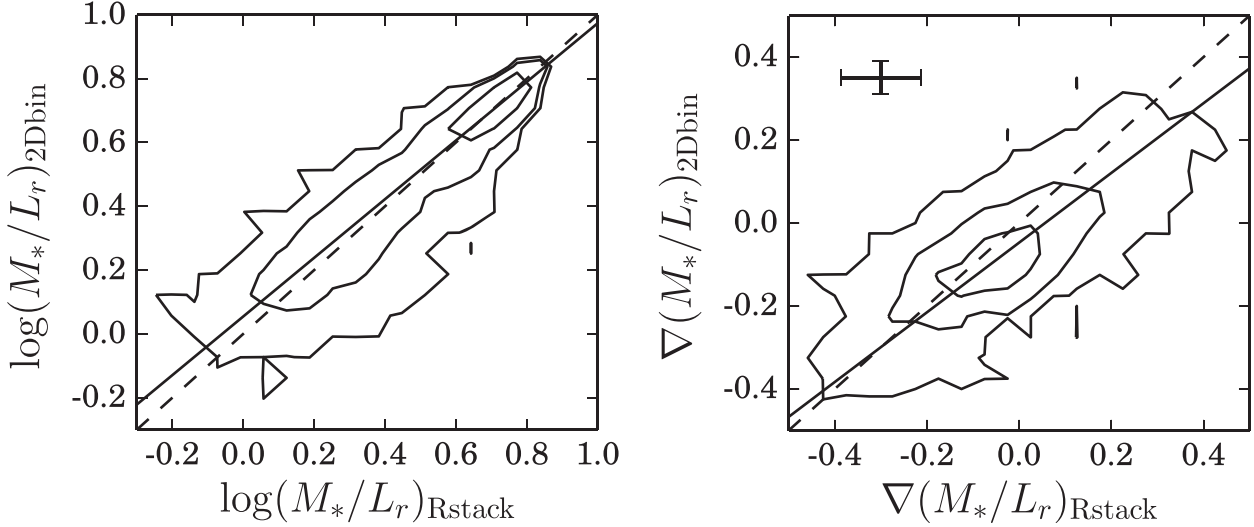 1.0
0.8
0.6
0.4
0.2
0.0
-0.2
log(M*/Lr)2Dbin
-0.2 0.0 0.2 0.4 0.6 0.8 1.0
log(M*/Lr)Rstack
0.4
0.2
0.0
-0.2
-0.4
∇(M*/Lr)2Dbin
-0.4 -0.2 0.0 0.2 0.4
∇(M*/Lr)Rstack